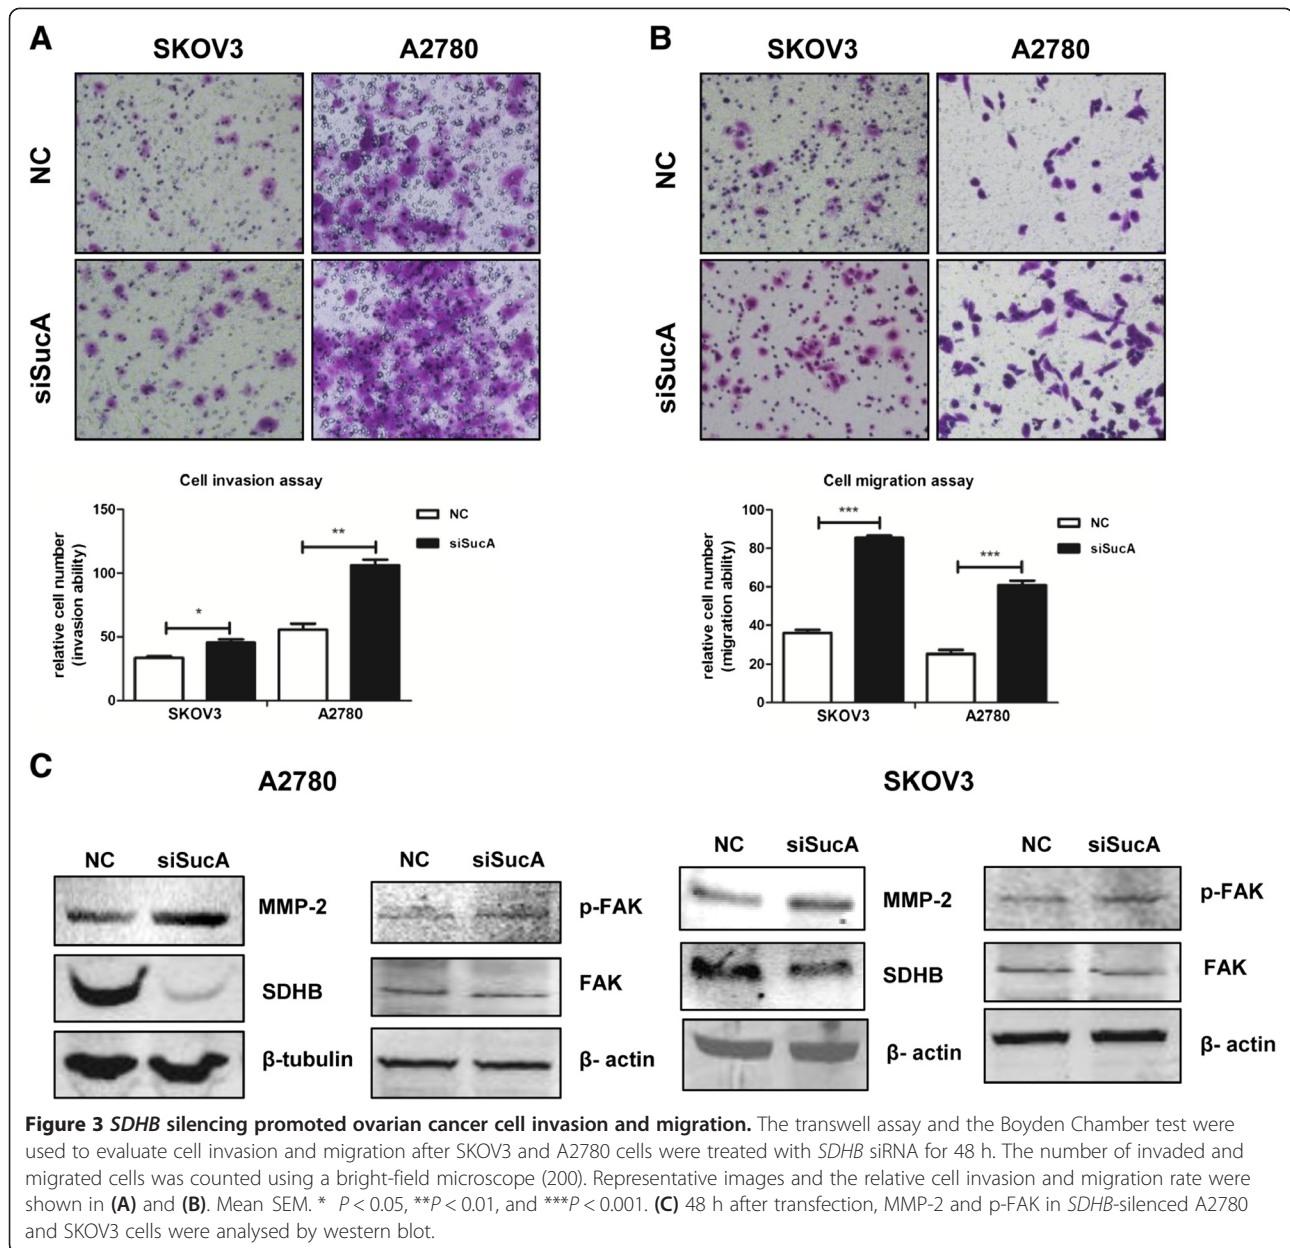 A
SKOV3 A2780
NC
siSucA
Cell invasion assay
relative cell number
(invasion ability)
150
100
50
0
* **
NC
siSucA
SKOV3 A2780
B
SKOV3 A2780
NC
siSucA
Cell migration assay
relative cell number
(migration ability)
100
80
60
40
20
0
*** ***
NC
siSucA
SKOV3 A2780
C
A2780
NC siSucA
MMP-2
SDHB
β-tubulin
NC siSucA
p-FAK
FAK
β- actin
SKOV3
NC siSucA
MMP-2
SDHB
β- actin
NC siSucA
p-FAK
FAK
β- actin
Figure 3 SDHB silencing promoted ovarian cancer cell invasion and migration. The transwell assay and the Boyden Chamber test were
used to evaluate cell invasion and migration after SKOV3 and A2780 cells were treated with SDHB siRNA for 48 h. The number of invaded and
migrated cells was counted using a bright-field microscope (200). Representative images and the relative cell invasion and migration rate were
shown in (A) and (B). Mean SEM. * P < 0.05, **P < 0.01, and ***P < 0.001. (C) 48 h after transfection, MMP-2 and p-FAK in SDHB-silenced A2780
and SKOV3 cells were analysed by western blot.